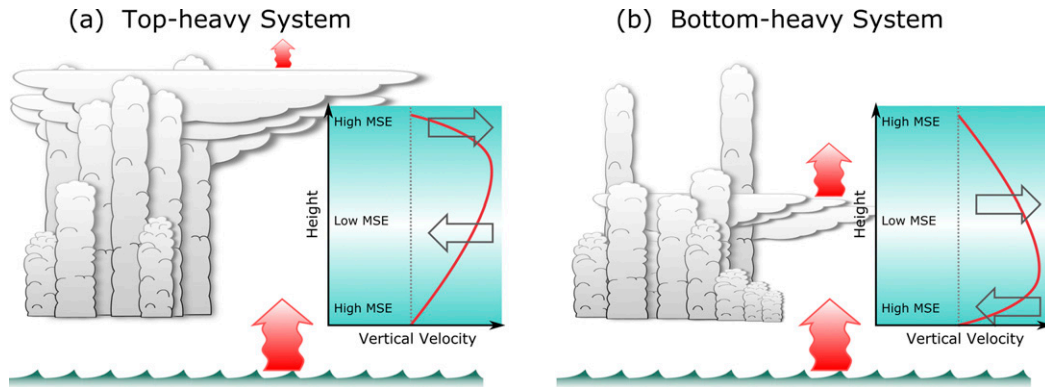 (a) Top-heavy System
High MSE
Low MSE
High MSE
Height
Vertical Velocity
(b) Bottom-heavy System
High MSE
Low MSE
High MSE
Height
Vertical Velocity